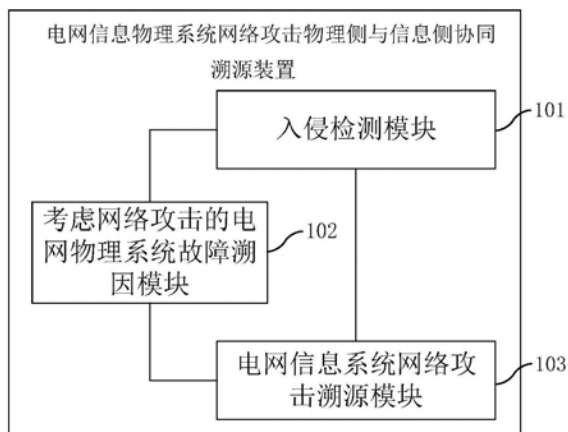 电网信息物理系统网络攻击物理侧与信息侧协同
溯源装置
入侵检测模块
101
考虑网络攻击的电
网物理系统故障溯
因模块
102
电网信息系统网络攻
击溯源模块
103